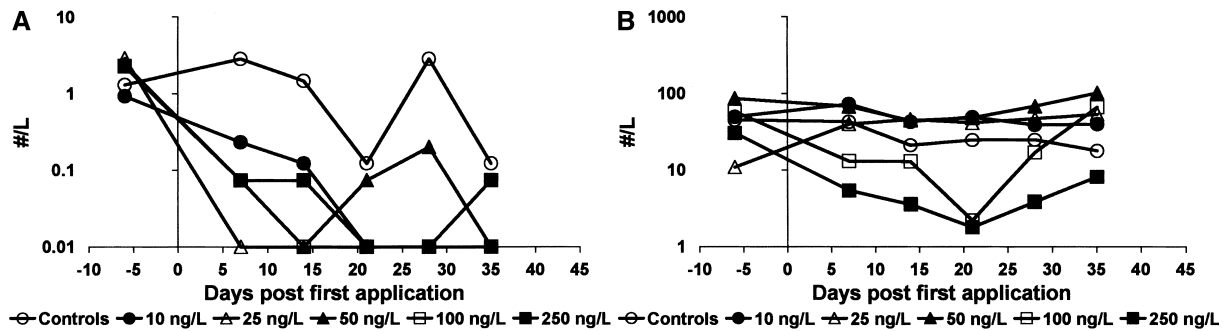 A
#/L
10
1
0.1
0.01
-10 -5 0 5 10 15 20 25 30 35 40 45
Days post first application
Controls 10 ng/L 25 ng/L 50 ng/L 100 ng/L 250 ng/L
B
#/L
1000
100
10
1
-10 -5 0 5 10 15 20 25 30 35 40 45
Days post first application
Controls 10 ng/L 25 ng/L 50 ng/L 100 ng/L 250 ng/L